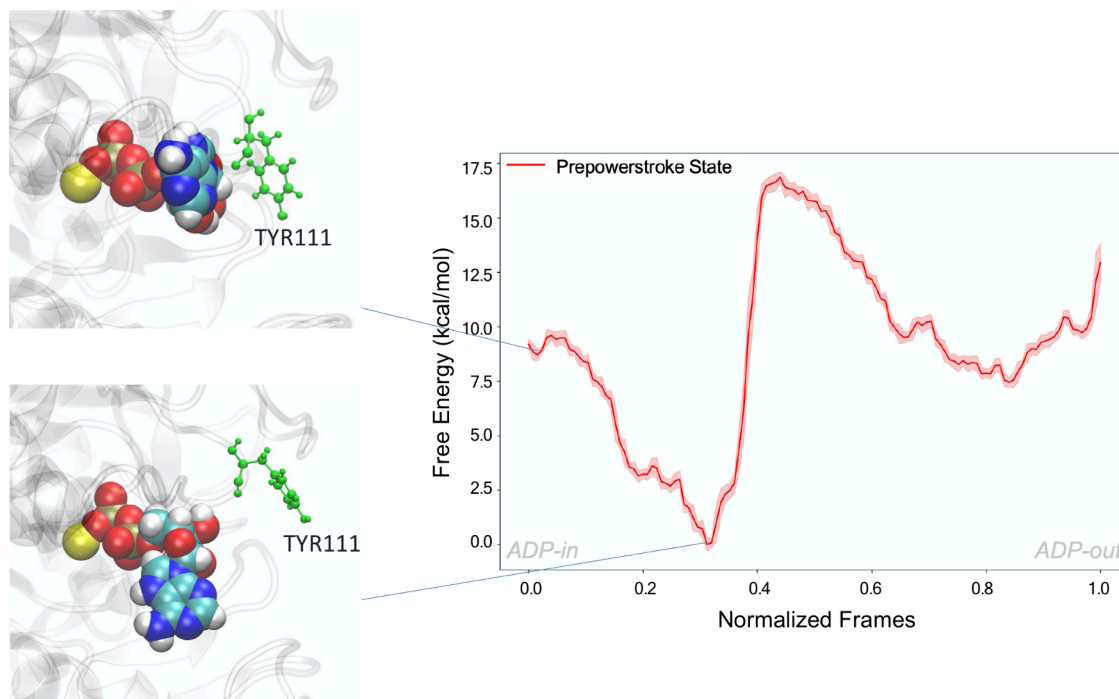 TYR111
TYR111
Prepowerstroke State
Free Energy (kcal/mol)
17.5
15.0
12.5
10.0
7.5
5.0
2.5
0.0
ADP-in
ADP-out
0.0 0.2 0.4 0.6 0.8 1.0
Normalized Frames